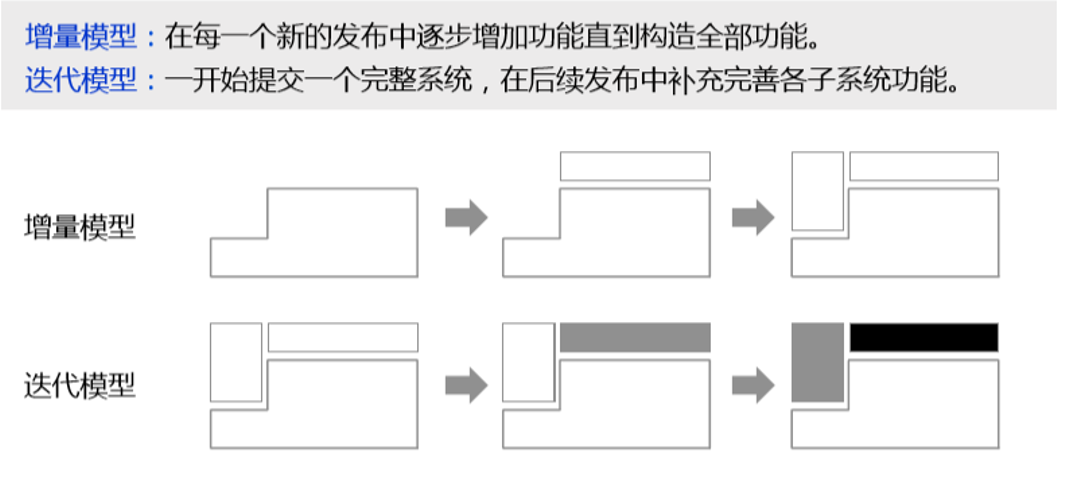 增量模型：在每一个新的发布中逐步增加功能直到构造全部功能。
迭代模型：一开始提交一个完整系统，在后续发布中补充完善各子系统功能。
增量模型
迭代模型